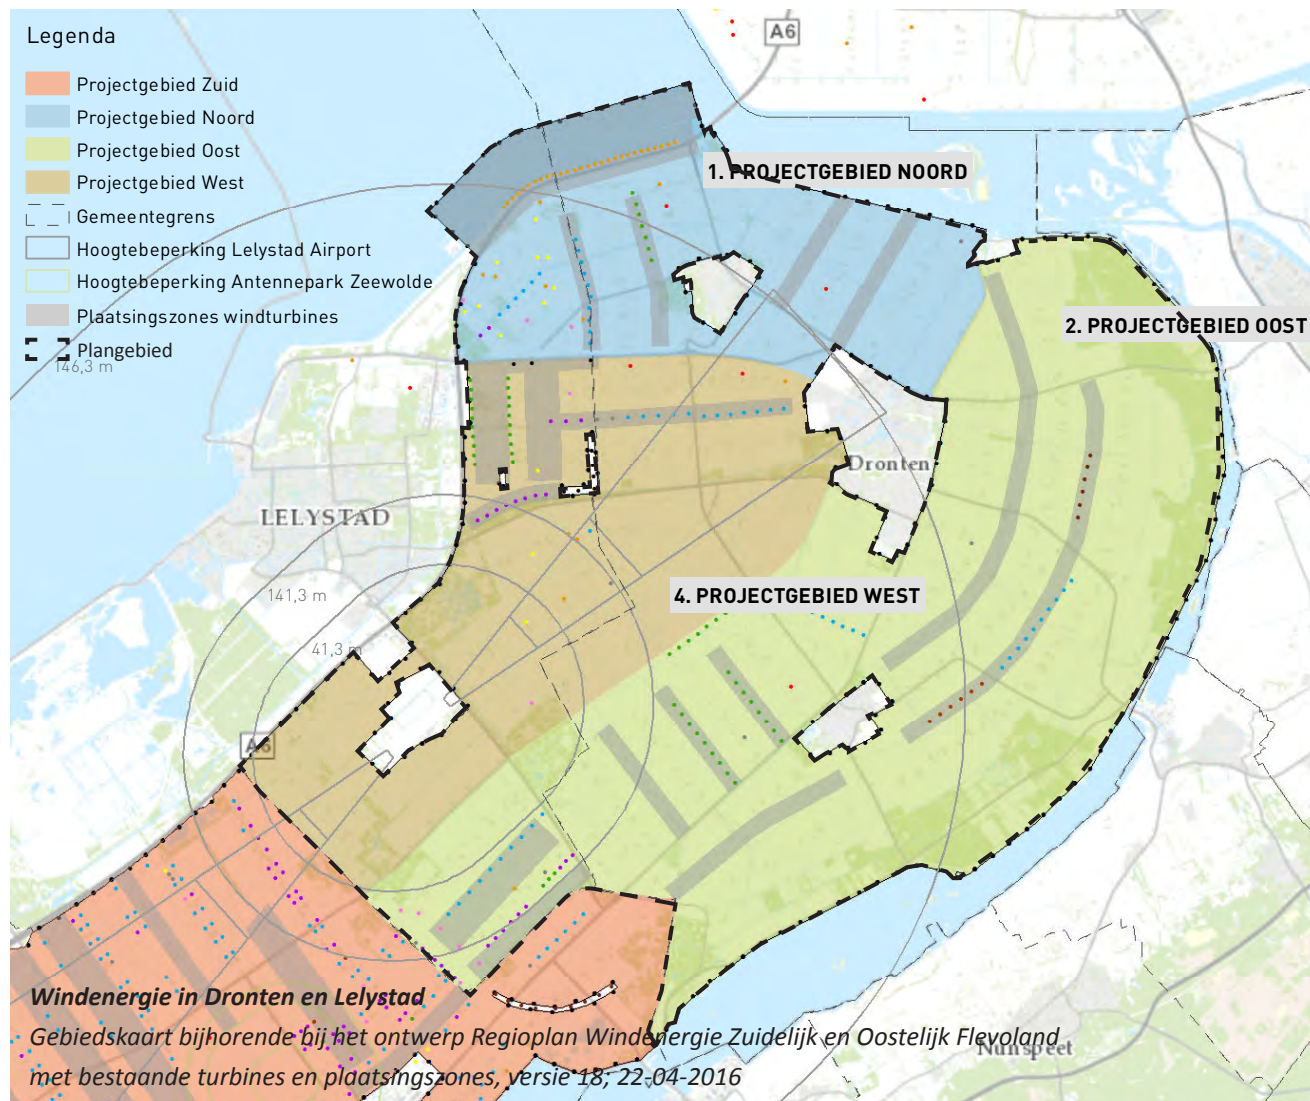 Legenda
Projectgebied Zuid
Projectgebied Noord
Projectgebied Oost
Projectgebied West
Gemeentegrens
Hoogtebeperking Lelystad Airport
Hoogtebeperking Antennepark Zeewolde
Plaatsingszones windturbines
Plangebied
146,3 m
A6
1. PROJECTGEBIED NOORD
2. PROJECTGEBIED OOST
Dronten
LELYSTAD
141,3 m
4. PROJECTGEBIED WEST
41,3 m
A6
Windenergie in Dronten en Lelystad
Gebiedskaart bijhorende bij het ontwerp Regioplan Windenergie Zuidelijk en Oostelijk Flevoland
Nunspeet
met bestaande turbines en plaatsingszones, versie 18; 22-04-2016